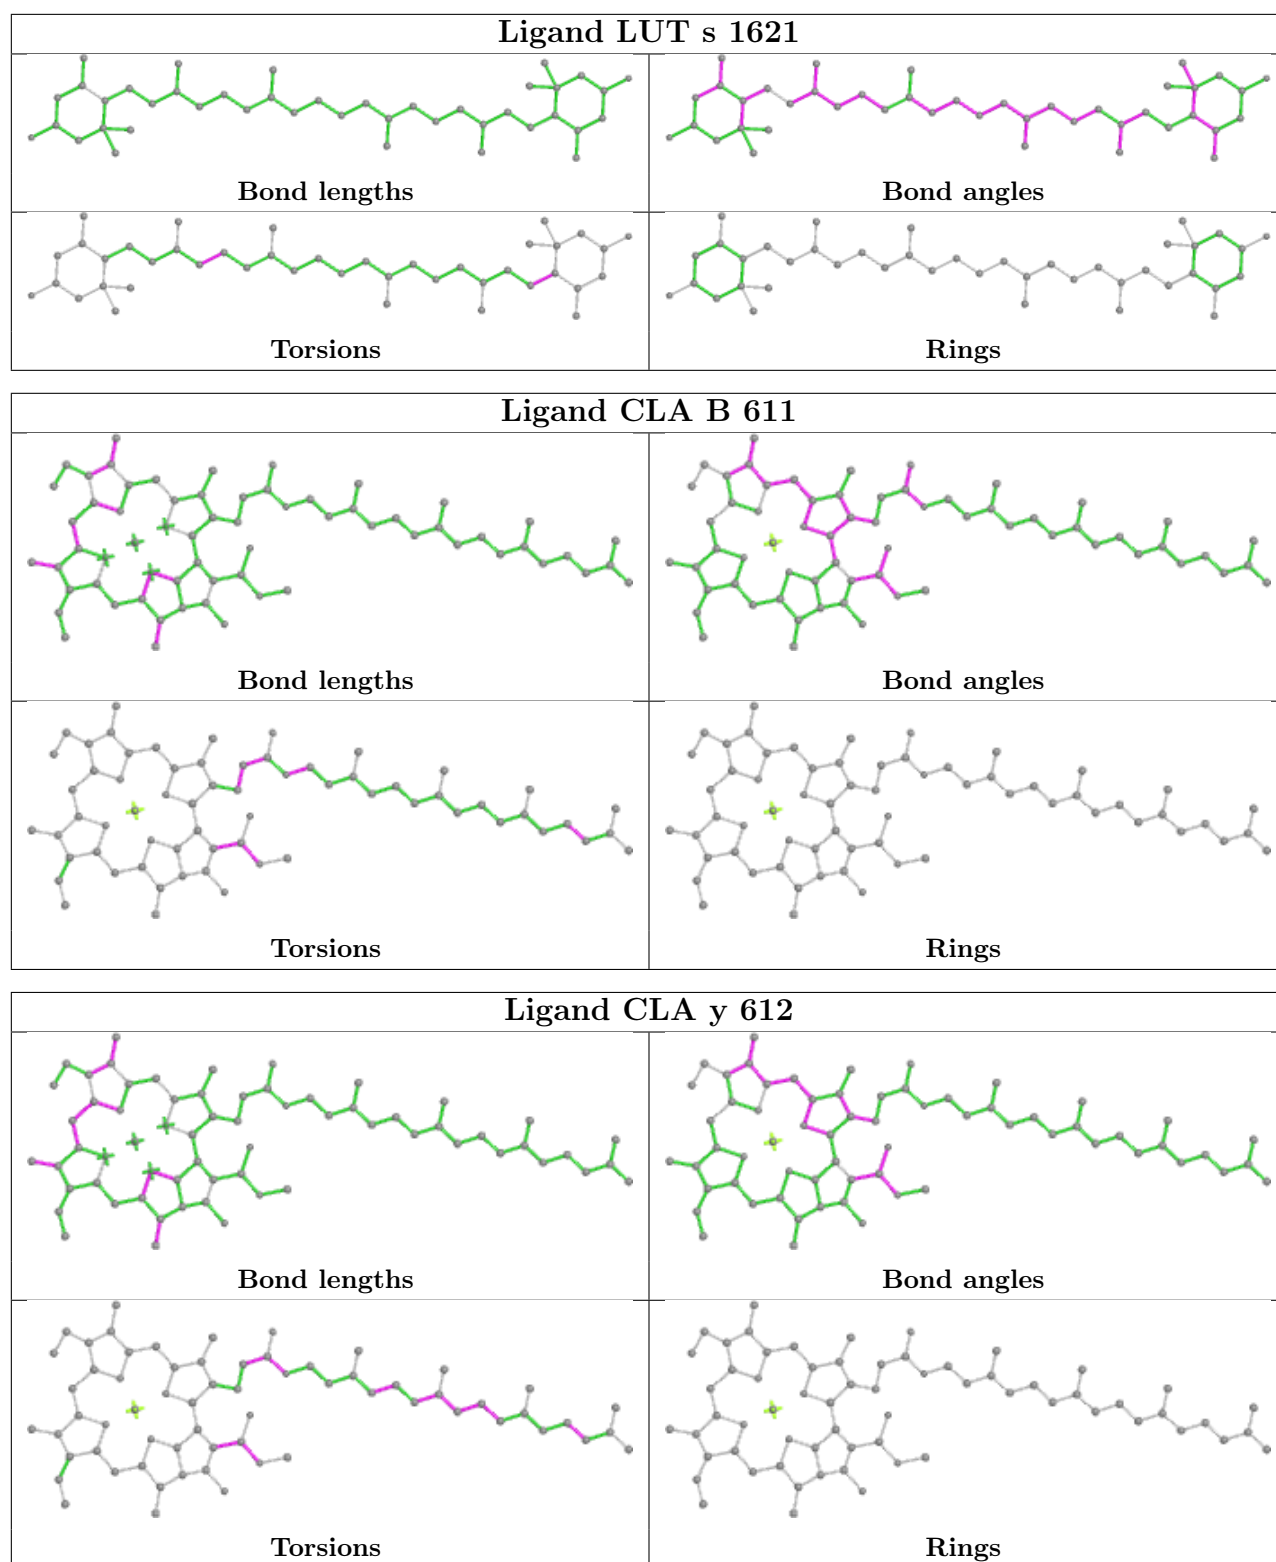 Ligand LUT s 1621
Bond lengths
Bond angles
Torsions
Rings
Ligand CLA B 611
Bond lengths
Bond angles
Torsions
Rings
Ligand CLA y 612
Bond lengths
Bond angles
Torsions
Rings